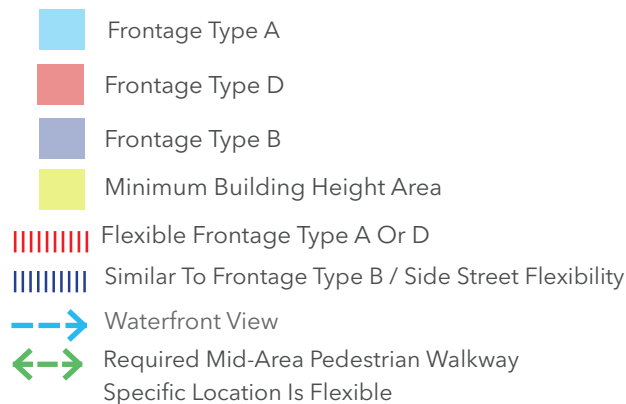 Frontage Type A
Frontage Type D
Frontage Type B
Minimum Building Height Area
Flexible Frontage Type A Or D
Similar To Frontage Type B / Side Street Flexibility
Waterfront View
Required Mid-Area Pedestrian Walkway
Specific Location Is Flexible